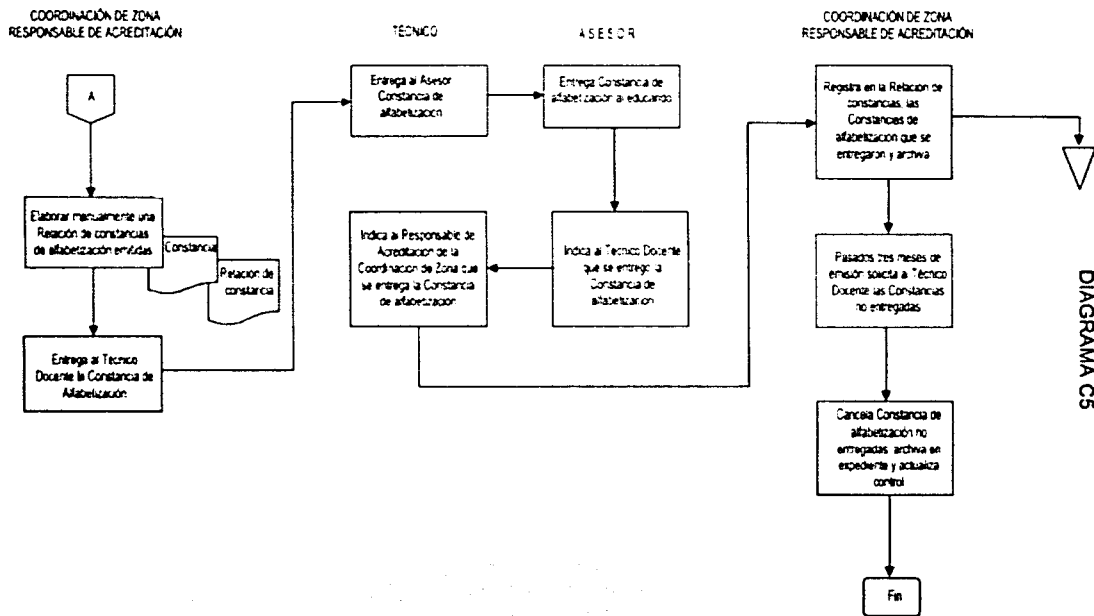 COORDINACIÓN DE ZONA
RESPONSABLE DE ACREDITACIÓN
A
Elaborar manualmente una
Relación de constancias
de alfabetización emitidas
Constancia
Relación de
constancia
Entrega al Técnico
Docente la Constancia de
Alfabetización
TÉCNICO
Entrega al Asesor
Constancia de
alfabetización
Indica al Responsable de
Acreditación de la
Coordinación de Zona que
se entrega la Constancia
de alfabetización
ASESOR
Entrega Constancia de
alfabetización al educando
Indica al Técnico Docente
que se entregó la
Constancia de
alfabetización
COORDINACIÓN DE ZONA
RESPONSABLE DE ACREDITACIÓN
Registra en la Relación de
constancias, las
Constancias de
alfabetización que se
entregaron y archiva
Pasados tres meses de
emisión solicita al Técnico
Docente las Constancias
no entregadas
Cancela Constancia de
alfabetización no
entregadas, archiva en
expediente y actualiza
control
Fin
DIAGRAMA C5